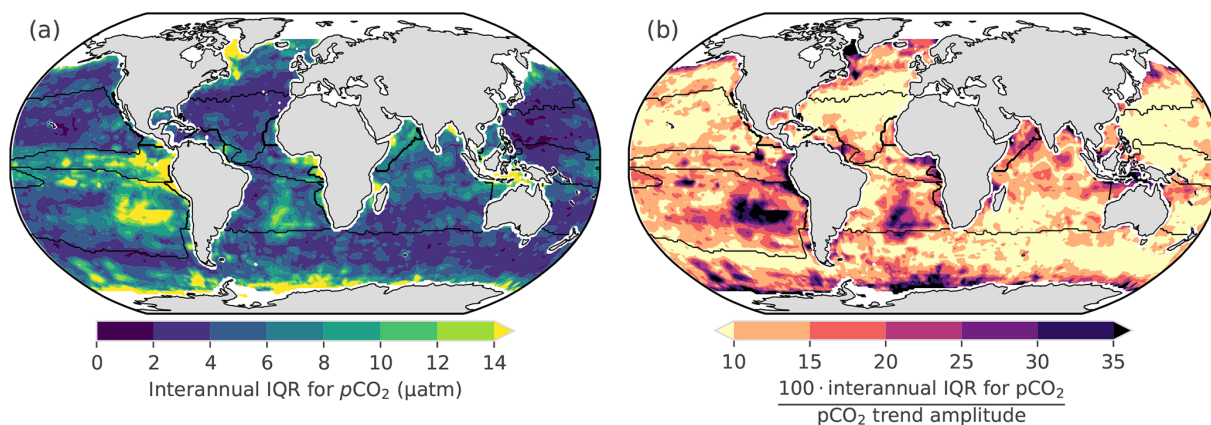 (a)
(b)
0 2 4 6 8 10 12 14
Interannual IQR for pCO₂ (µatm)
10 15 20 25 30 35
100 · interannual IQR for pCO₂
pCO₂ trend amplitude